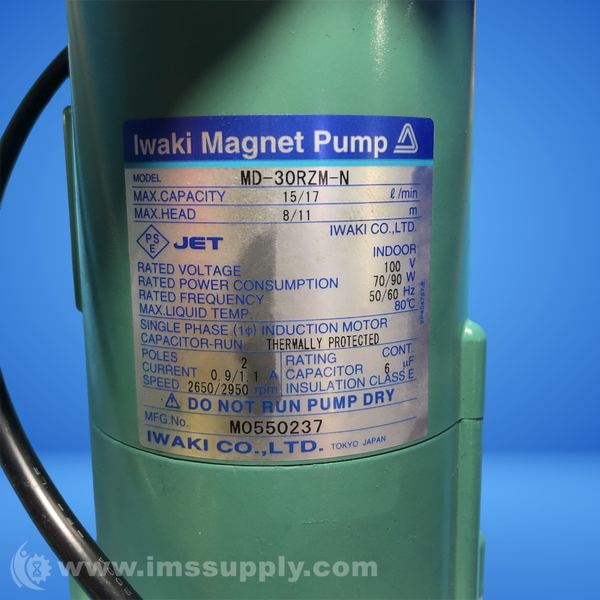 Iwaki Magnet Pump
MODEL MD-30RZM-N
MAX.CAPACITY 15/17 ℓ/min
MAX.HEAD 8/11 m
IWAKI CO.,LTD.
PS
E JET
INDOOR
RATED VOLTAGE 100 V
RATED POWER CONSUMPTION 70/90 W
RATED FREQUENCY 50/60 Hz
MAX.LIQUID TEMP. 80℃
SINGLE PHASE (1ϕ) INDUCTION MOTOR
CAPACITOR-RUN THERMALLY PROTECTED
POLES 2 RATING CONT.
CURRENT 0.9/1.1 A CAPACITOR 6 μF
SPEED 2650/2950 rpm INSULATION CLASS E
⚠ DO NOT RUN PUMP DRY
MFG.No. M0550237
IWAKI CO.,LTD. TOKYO JAPAN
www.imssupply.com